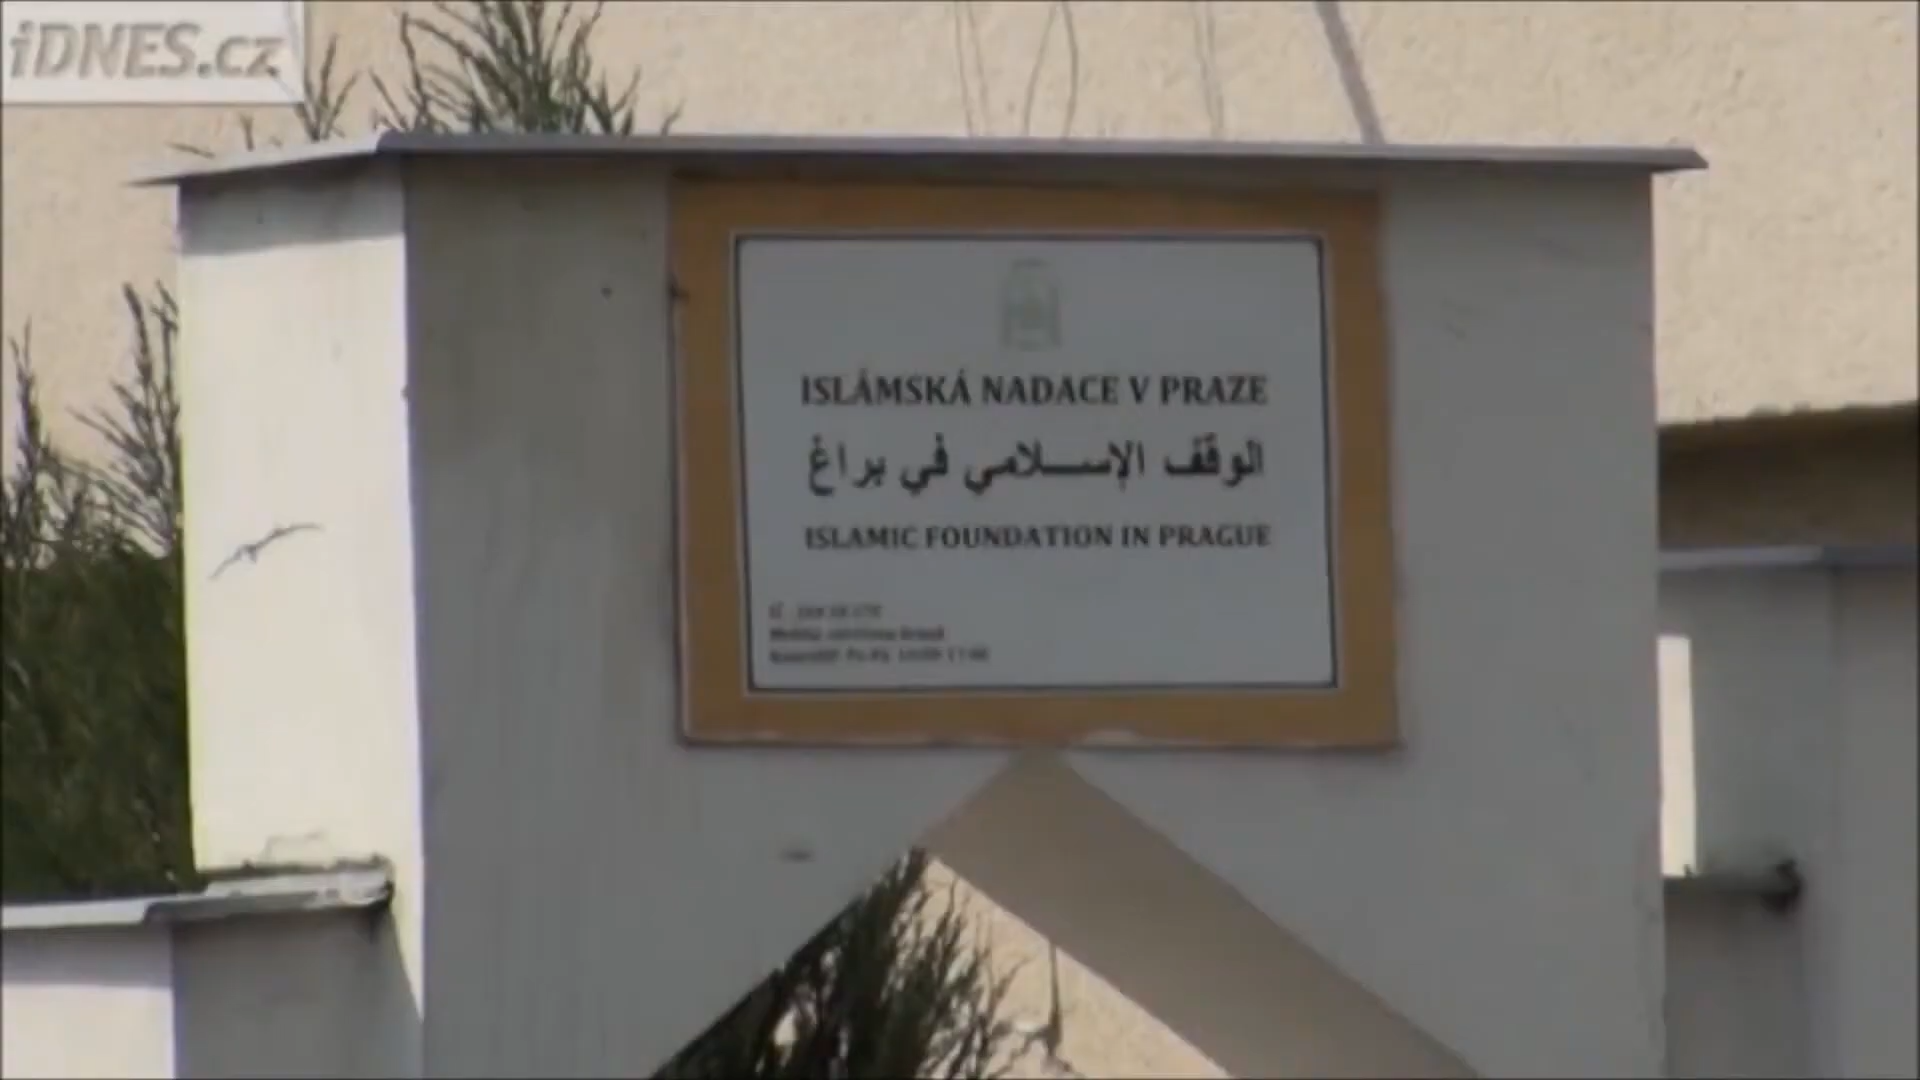 iDNES.cz
ISLÁMSKÁ NADACE V PRAZE
الوقف الإسلامي في براغ
ISLAMIC FOUNDATION IN PRAGUE